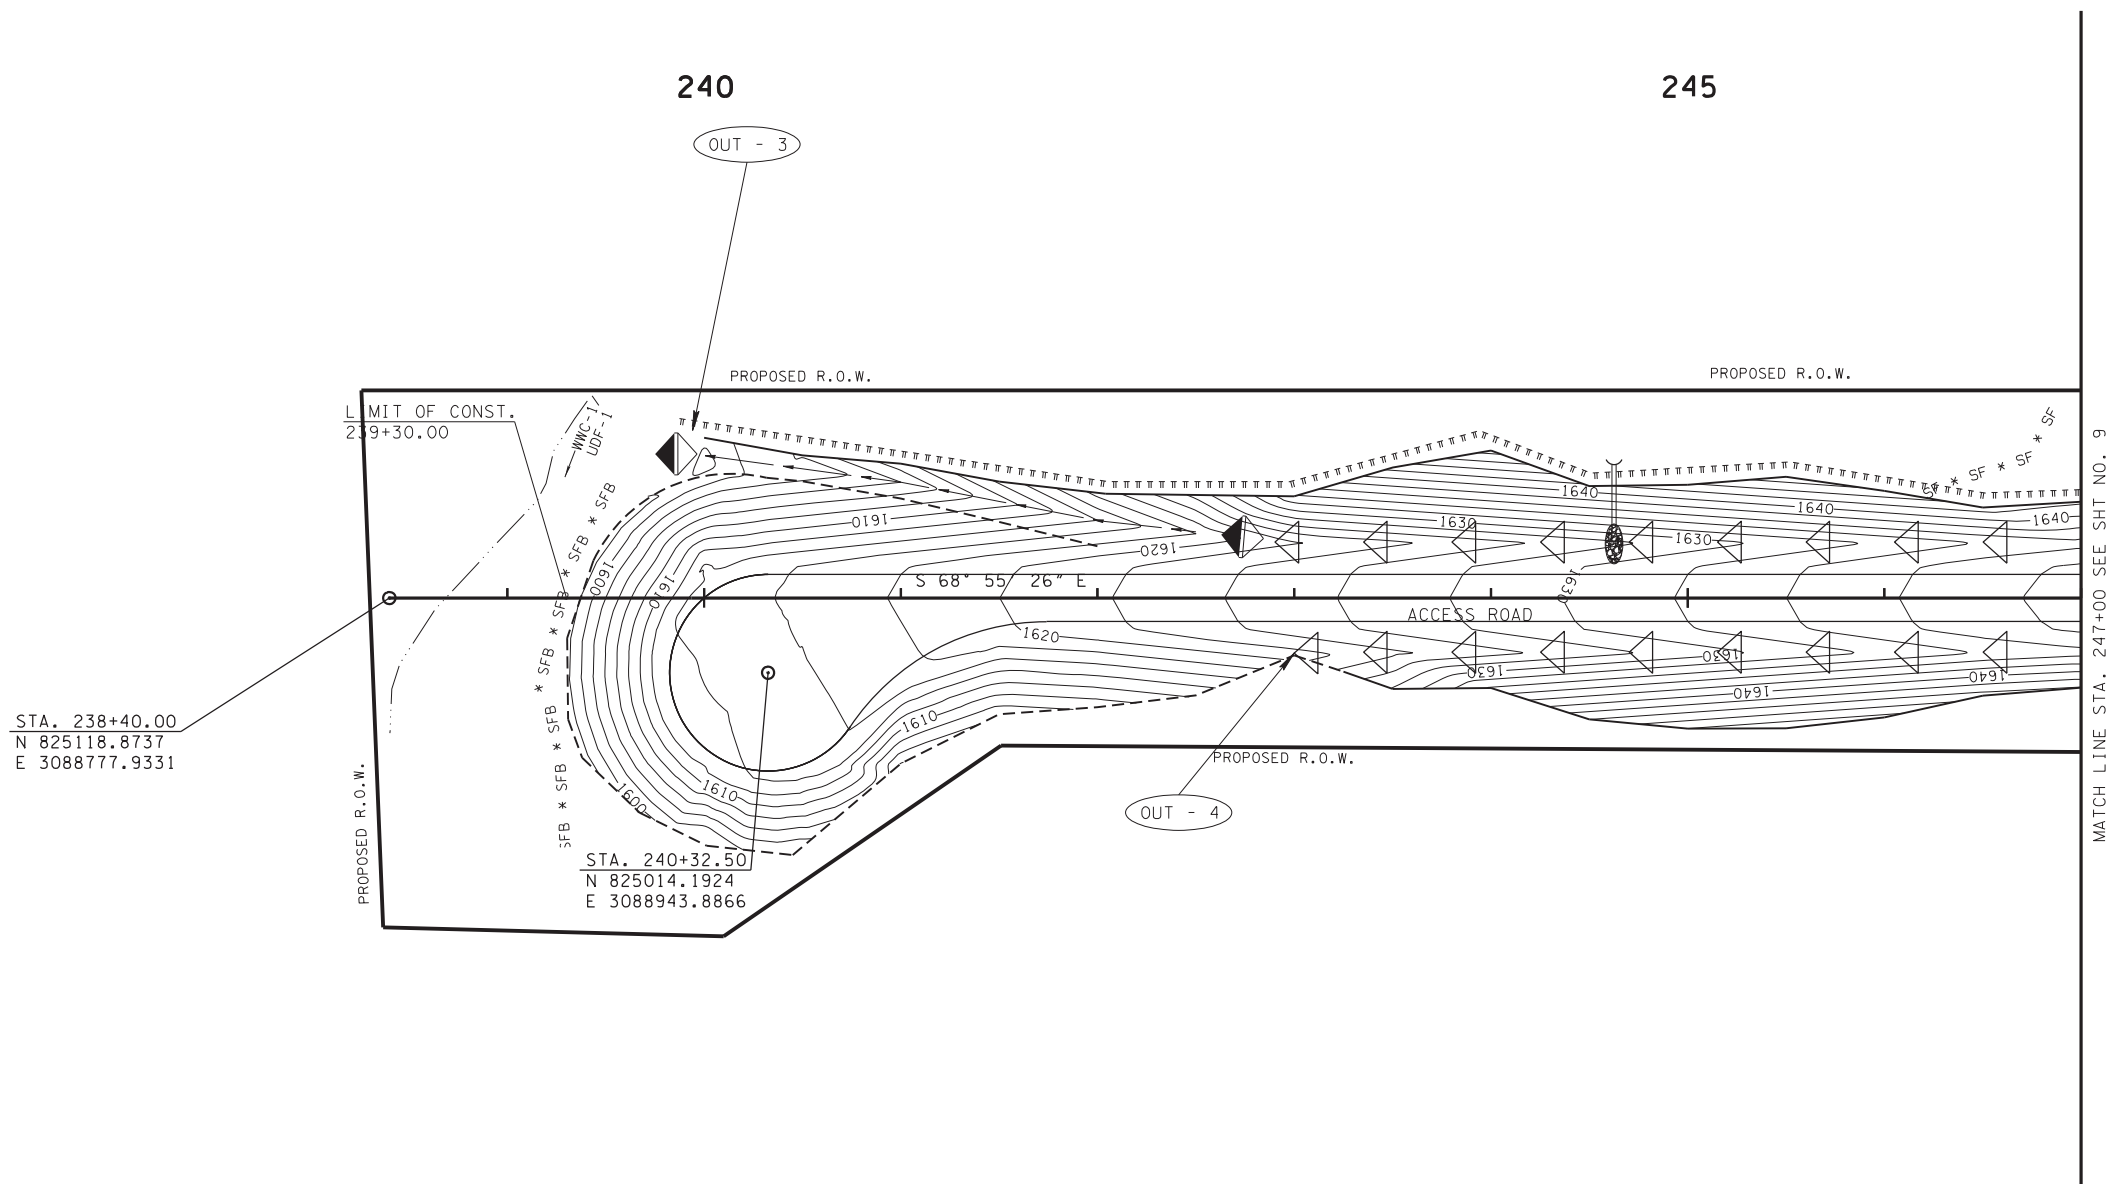 240
245
OUT - 3
PROPOSED R.O.W.
PROPOSED R.O.W.
LIMIT OF CONST.
239+30.00
WWC-1/
UDF-1
SF * SF * SF * SF
SFB * SFB * SFB * SFB * SFB * SFB * SFB
1640
1640
1640
1630
1630
1630
1610
1620
1600
1610
S 68° 55' 26" E
ACCESS ROAD
1620
1630
1630
1640
1640
1610
1610
1600
STA. 238+40.00
N 825118.8737
E 3088777.9331
PROPOSED R.O.W.
PROPOSED R.O.W.
OUT - 4
STA. 240+32.50
N 825014.1924
E 3088943.8866
MATCH LINE STA. 247+00 SEE SHT NO. 9